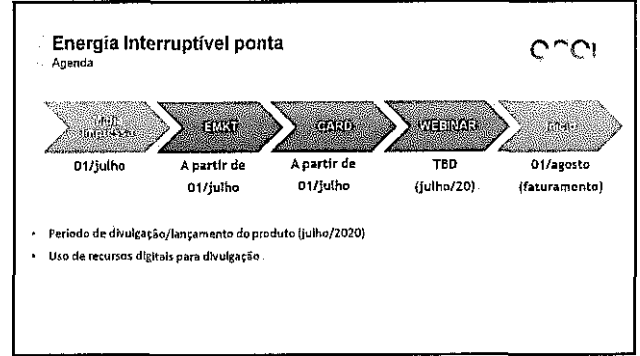 Energia Interruptível ponta
Agenda
EMKT
CARD
WEBINAR
01/julho
A partir de
01/julho
A partir de
01/julho
TBD
(julho/20)
01/agosto
(faturamento)
• Periodo de divulgação/lançamento do produto (julho/2020)
• Uso de recursos digitais para divulgação.